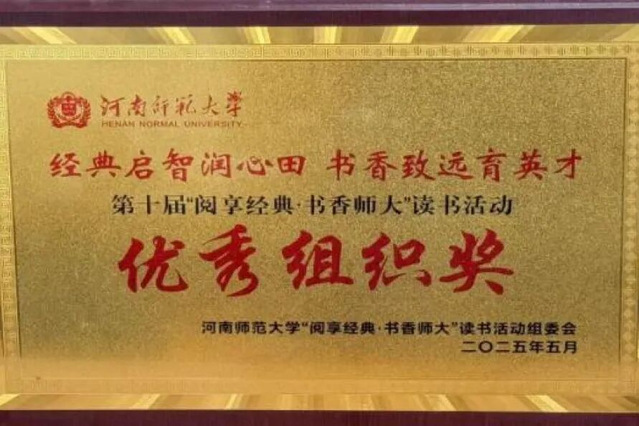 河南师范大学
HENAN NORMAL UNIVERSITY
经典启智润心田 书香致远育英才
第十届“阅享经典·书香师大”读书活动
优秀组织奖
河南师范大学“阅享经典·书香师大”读书活动组委会
二〇二五年五月